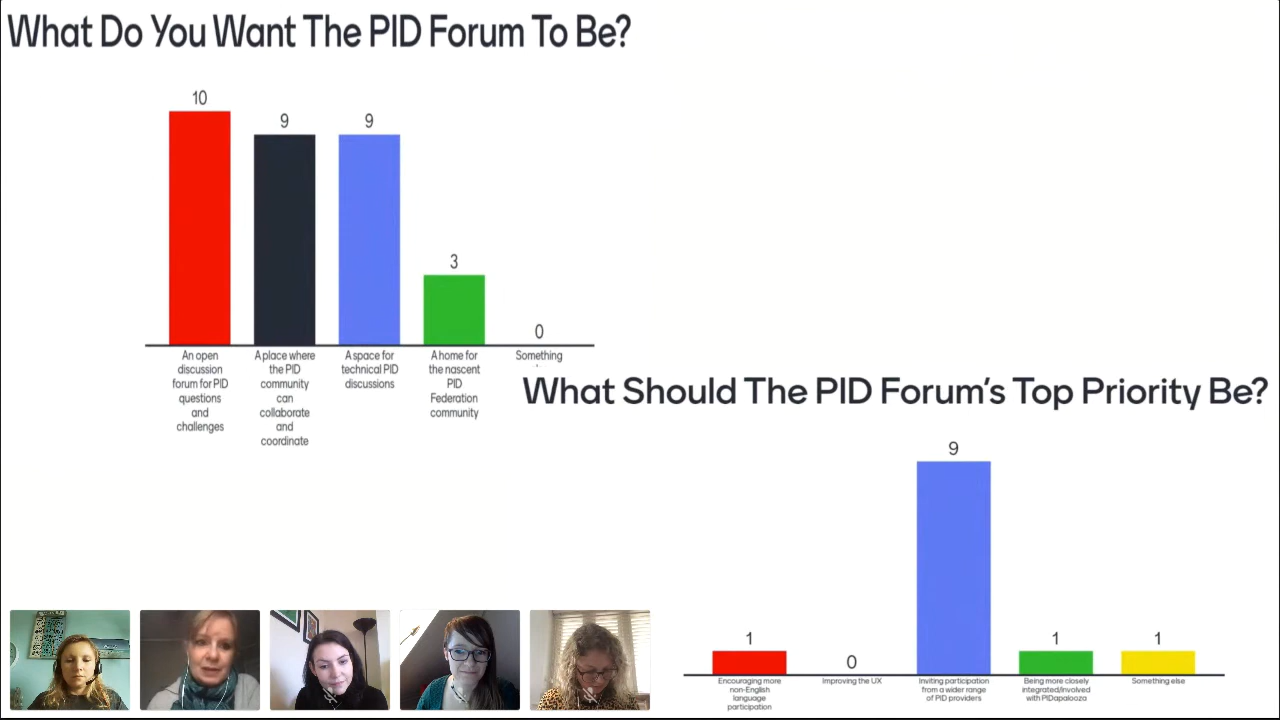 What Do You Want The PID Forum To Be?
10
9
9
3
0
An open
discussion
forum for PID
questions
and
challenges
A place where
the PID
community
can
collaborate
and
coordinate
A space for
technical PID
discussions
A home for
the nascent
PID
Federation
community
Something
What Should The PID Forum's Top Priority Be?
1
0
9
1
1
Encouraging more
non-English
language
participation
Improving the UX
Inviting participation
from a wider range
of PID providers
Being more closely
integrated/involved
with PIDapalooza
Something else